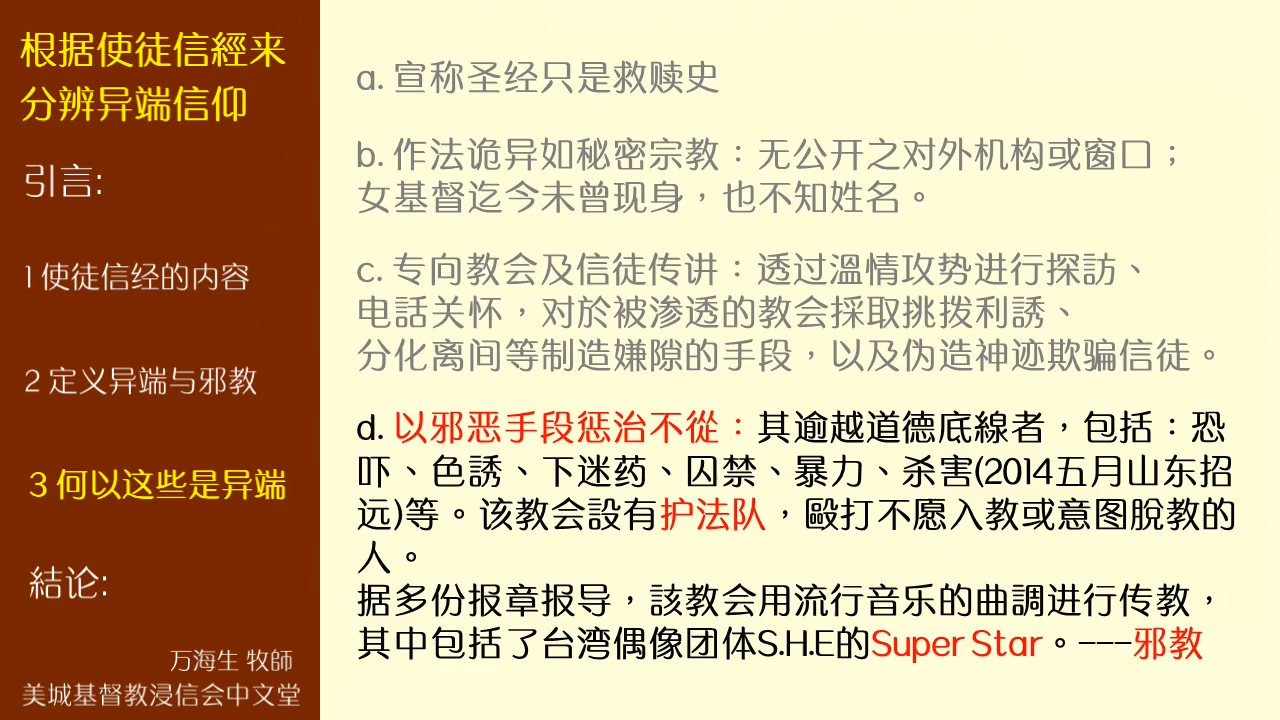 根据使徒信經来
分辨异端信仰
引言:
1 使徒信经的内容
2 定义异端与邪教
3 何以这些是异端
結论:
万海生 牧師
美城基督教浸信会中文堂
a. 宣称圣经只是救赎史
b. 作法诡异如秘密宗教：无公开之对外机构或窗口；
女基督迄今未曾现身，也不知姓名。
c. 专向教会及信徒传讲：透过溫情攻势进行探訪、
电話关怀，对於被渗透的教会採取挑拨利誘、
分化离间等制造嫌隙的手段，以及伪造神迹欺骗信徒。
d. 以邪恶手段惩治不從：其逾越道德底線者，包括：恐
吓、色誘、下迷药、囚禁、暴力、杀害(2014五月山东招
远)等。该教会設有护法队，毆打不愿入教或意图脫教的
人。
据多份报章报导，該教会用流行音乐的曲調进行传教，
其中包括了台湾偶像团体S.H.E的Super Star。---邪教